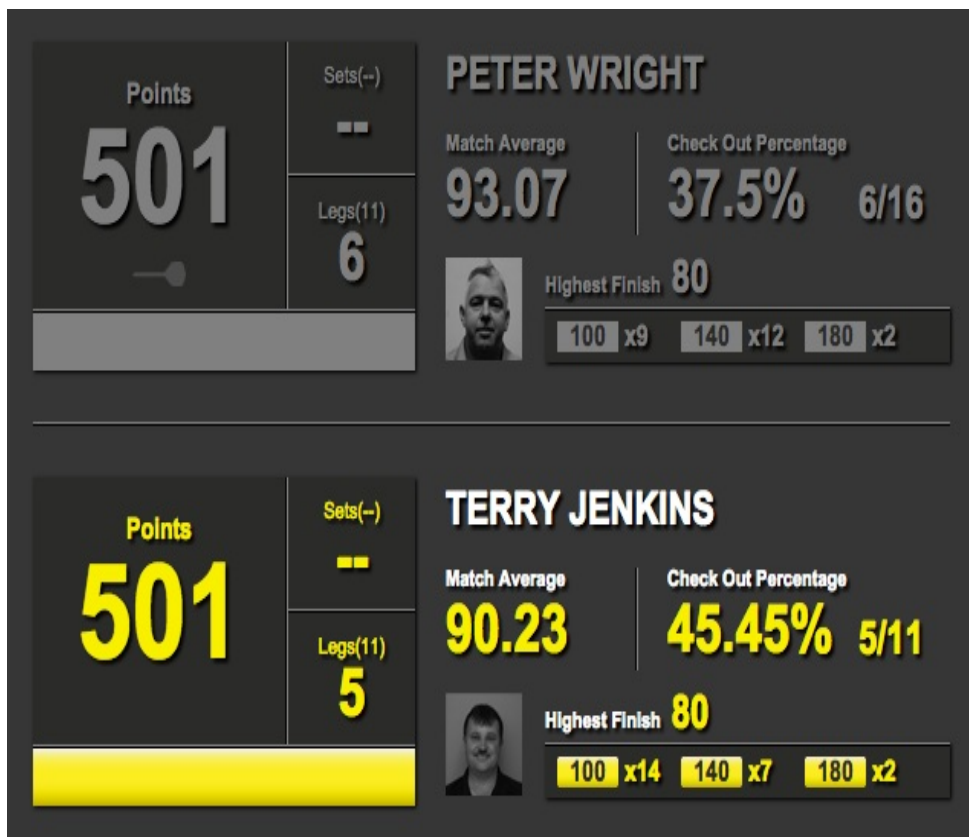 PETER WRIGHT
Points
501
Sets(--)
--
Legs(11)
6
Match Average
93.07
Check Out Percentage
37.5% 6/16
Highest Finish 80
100 x9 140 x12 180 x2
TERRY JENKINS
Points
501
Sets(--)
--
Legs(11)
5
Match Average
90.23
Check Out Percentage
45.45% 5/11
Highest Finish 80
100 x14 140 x7 180 x2